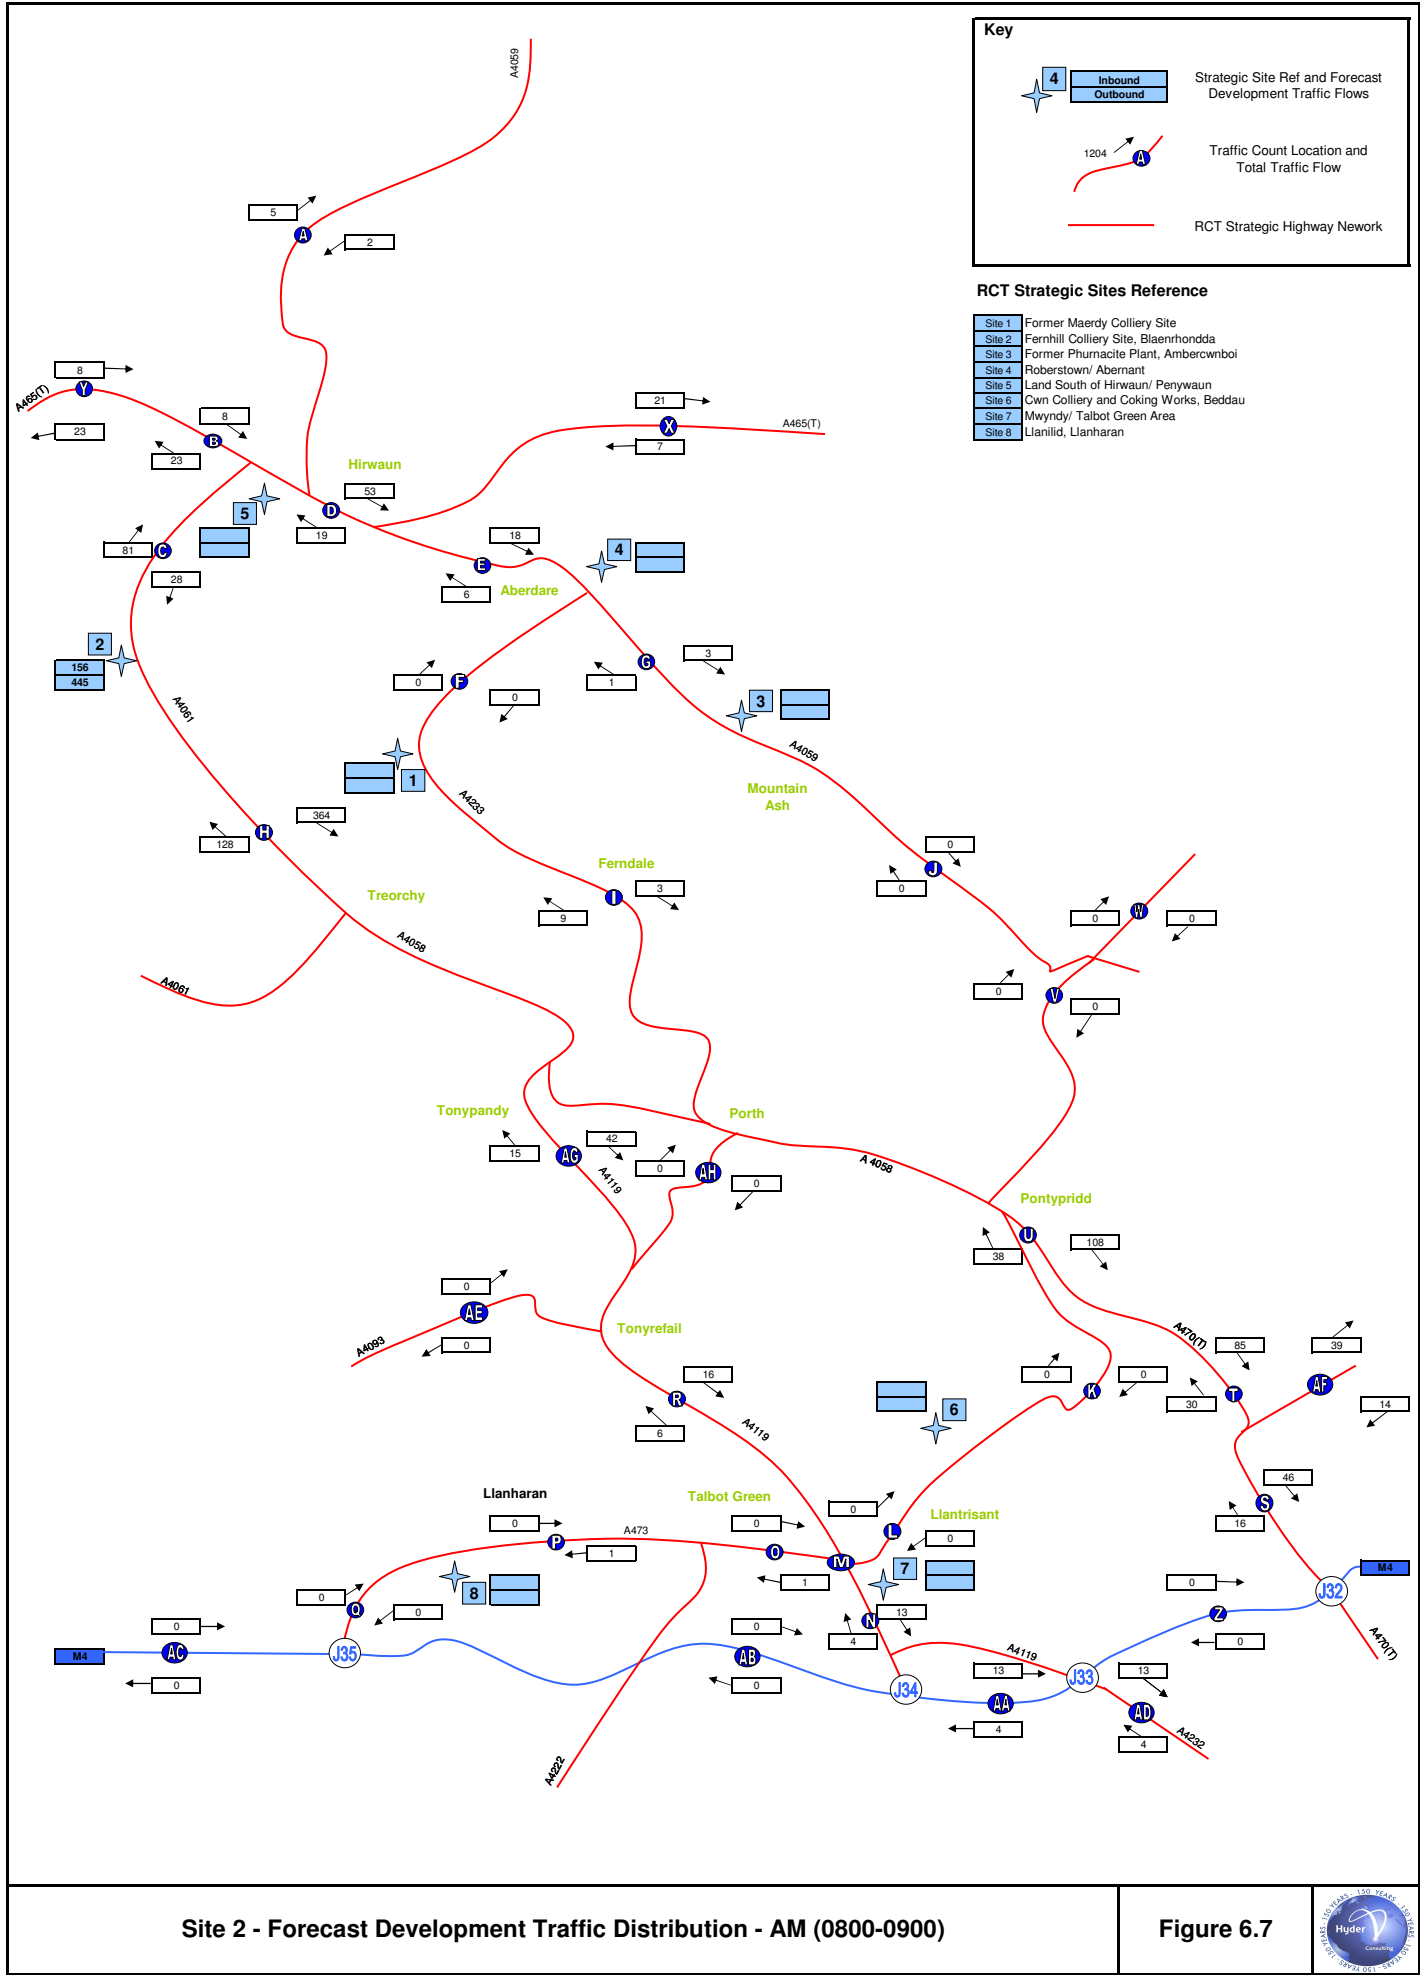 Key
4
Inbound
Outbound
Strategic Site Ref and Forecast
Development Traffic Flows
1204
A
Traffic Count Location and
Total Traffic Flow
RCT Strategic Highway Nework
RCT Strategic Sites Reference
Site 1 Former Maerdy Colliery Site
Site 2 Fernhill Colliery Site, Blaenrhondda
Site 3 Former Phurnacite Plant, Ambercwnboi
Site 4 Roberstown/ Abernant
Site 5 Land South of Hirwaun/ Penywaun
Site 6 Cwn Colliery and Coking Works, Beddau
Site 7 Mwyndy/ Talbot Green Area
Site 8 Llanilid, Llanharan
A4059
5
A
2
8
Y
A465(T)
23
8
B
23
21
X
A465(T)
7
Hirwaun
53
D
19
5
81
C
28
18
E
6
4
Aberdare
2
156
445
A4061
0
F
0
3
G
1
3
A4059
1
A4233
Mountain
Ash
364
H
128
Ferndale
3
I
9
Treorchy
A4058
A4061
0
J
0
0
W
0
0
V
0
Tonypandy
Porth
42
15
AG
A4119
0
AH
0
A 4058
Pontypridd
U
38
108
0
AE
0
A4093
Tonyrefail
16
R
6
A4119
6
0
K
0
A470(T)
85
T
30
39
AF
14
46
S
16
Llanharan
0
P
A473
1
Talbot Green
0
O
1
M
0
L
0
Llantrisant
7
8
0
Q
0
N
13
4
0
Z
0
J32
M4
A470(T)
0
AC
0
M4
J35
0
AB
0
J34
A4119
13
AA
4
J33
13
AD
4
A4232
A4222
Site 2 - Forecast Development Traffic Distribution - AM (0800-0900)
Figure 6.7
150 YEARS - 150 YEARS - 150 YEARS - 150 YEARS
Hyder
Consulting